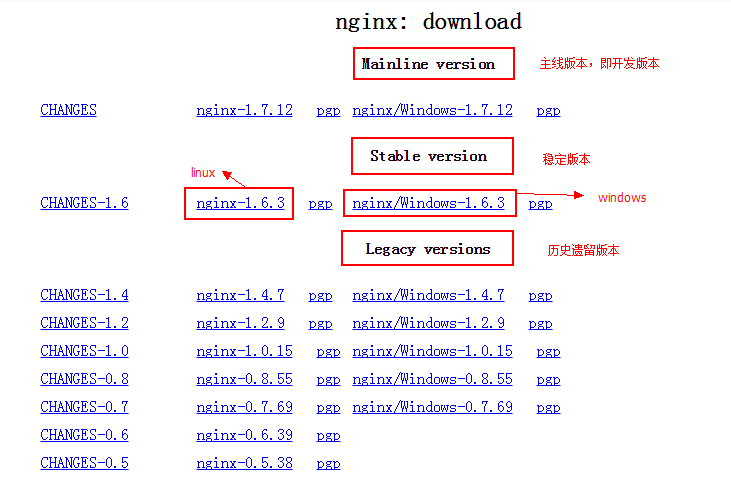 nginx: download
Mainline version 主线版本，即开发版本
CHANGES nginx-1.7.12 pgp nginx/Windows-1.7.12 pgp
Stable version 稳定版本
linux
CHANGES-1.6 nginx-1.6.3 pgp nginx/Windows-1.6.3 pgp windows
Legacy versions 历史遗留版本
CHANGES-1.4 nginx-1.4.7 pgp nginx/Windows-1.4.7 pgp
CHANGES-1.2 nginx-1.2.9 pgp nginx/Windows-1.2.9 pgp
CHANGES-1.0 nginx-1.0.15 pgp nginx/Windows-1.0.15 pgp
CHANGES-0.8 nginx-0.8.55 pgp nginx/Windows-0.8.55 pgp
CHANGES-0.7 nginx-0.7.69 pgp nginx/Windows-0.7.69 pgp
CHANGES-0.6 nginx-0.6.39 pgp
CHANGES-0.5 nginx-0.5.38 pgp